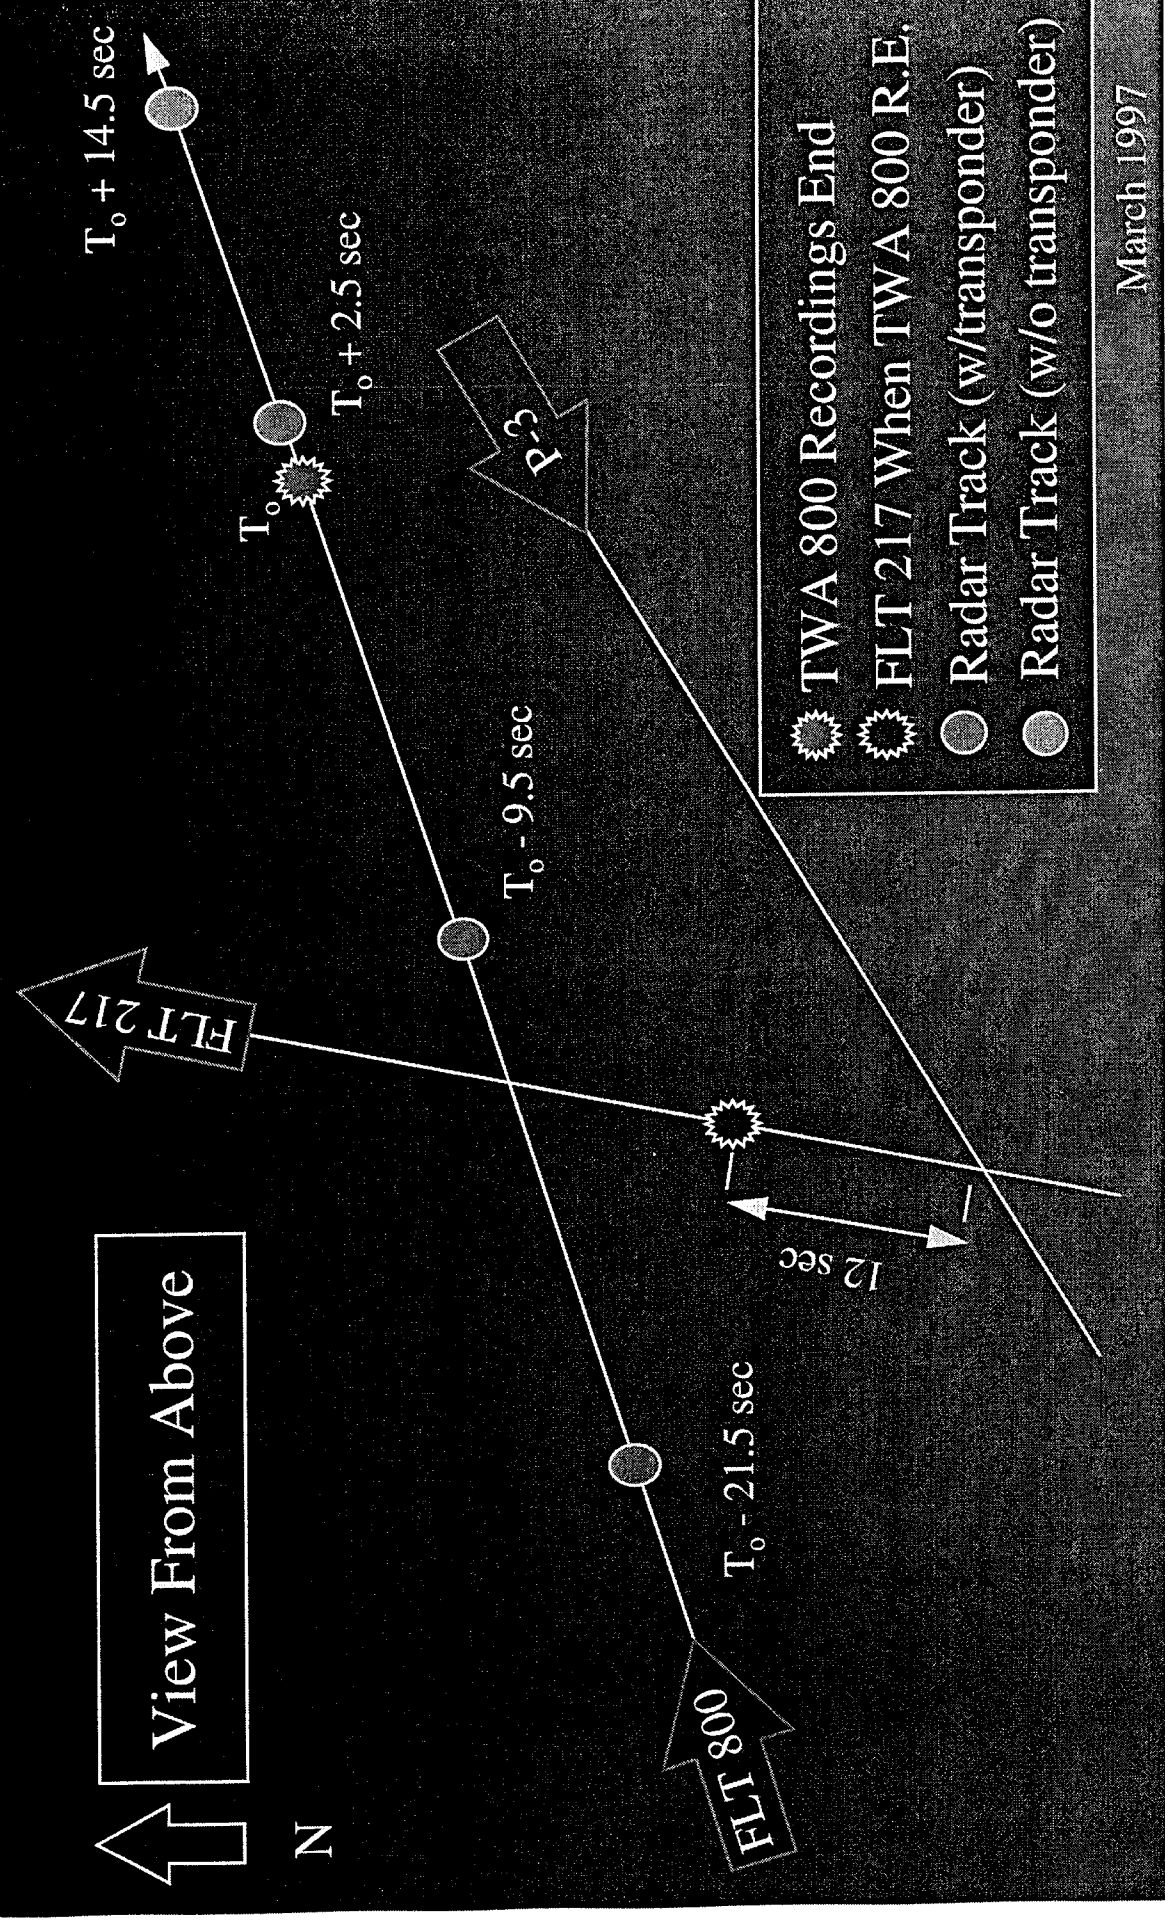 View From Above
N
T₀ + 14.5 sec
T₀ + 2.5 sec
T₀
T₀ - 9.5 sec
T₀ - 21.5 sec
FLT 217
P-3
12 sec
FLT 800
TWA 800 Recordings End
FLT 217 When TWA 800 R.E.
Radar Track (w/transponder)
Radar Track (w/o transponder)
March 1997